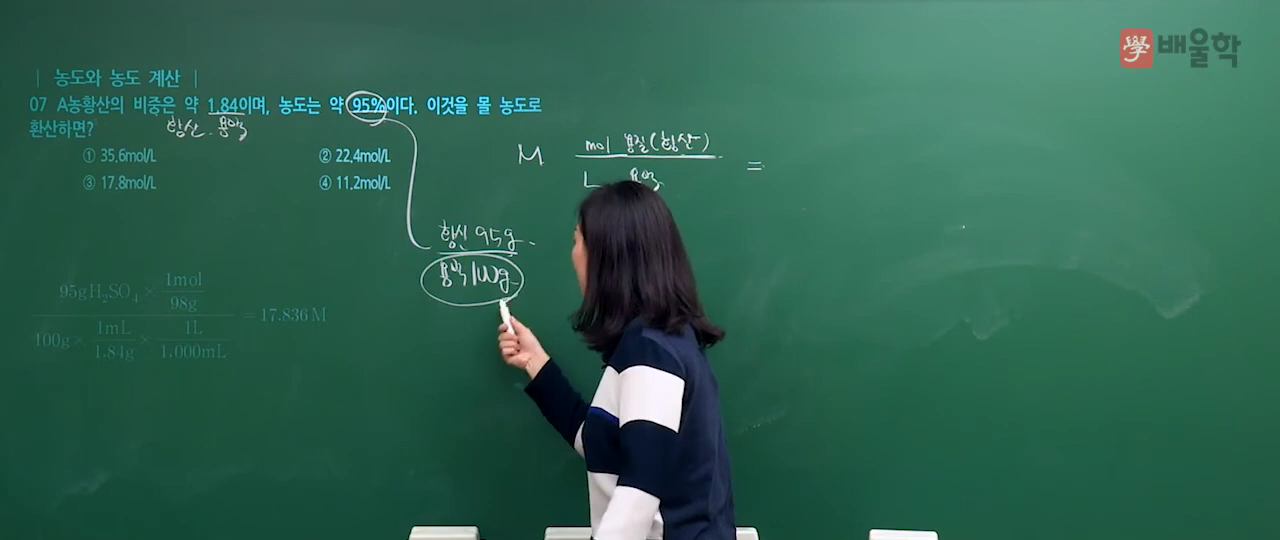 學 배울학
| 농도와 농도 계산 |
07 A농황산의 비중은 약 1.84이며, 농도는 약 95%이다. 이것을 몰 농도로
환산하면?
황산. 용액
① 35.6mol/L ② 22.4mol/L
③ 17.8mol/L ④ 11.2mol/L
M mol 용질(황산) =
L 용액
황산 95g
용액 100g
95gH₂SO₄ × 1mol/98g
100g × 1mL/1.84g × 1L/1.000mL
= 17.836M